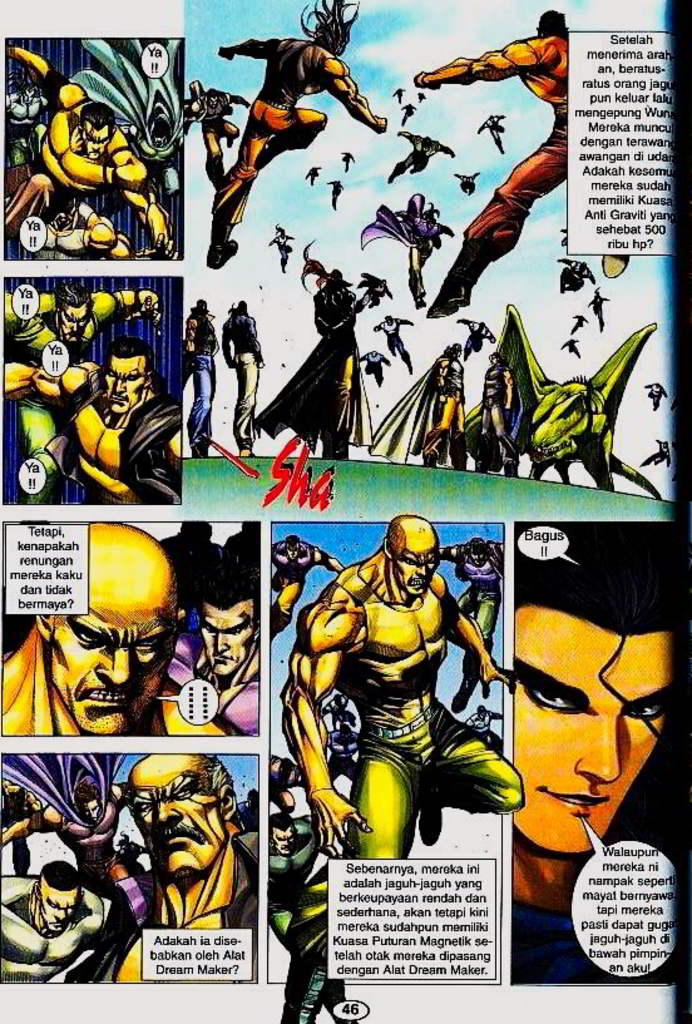 Ya
!!
Ya
!!
Setelah
menerima arah-
an, beratus-
ratus orang
pun keluar lalu
mengepung Wun
Mereka muncul
dengan terawang
awangan di udara
Adakah kesemu
mereka sudah
memiliki Kuasa
Anti Graviti yang
sehebat 500
ribu hp?
Ya
!!
Ya
!!
Ya
!!
Sha
Tetapi,
kenapakah
renungan
mereka kaku
dan tidak
bermaya?
Bagus
!!
Adakah ia dise-
babkan oleh Alat
Dream Maker?
Sebenarnya, mereka ini
adalah jaguh-jaguh yang
berkeupayaan rendah dan
sederhana, akan tetapi kini
mereka sudahpun memiliki
Kuasa Puturan Magnetik se-
telah otak mereka dipasang
dengan Alat Dream Maker.
Walaupun
mereka ni
nampak seperti
mayat bernyawa,
tapi mereka
pasti dapat gugat
jaguh-jaguh di
bawah pimpin-
an aku!
46